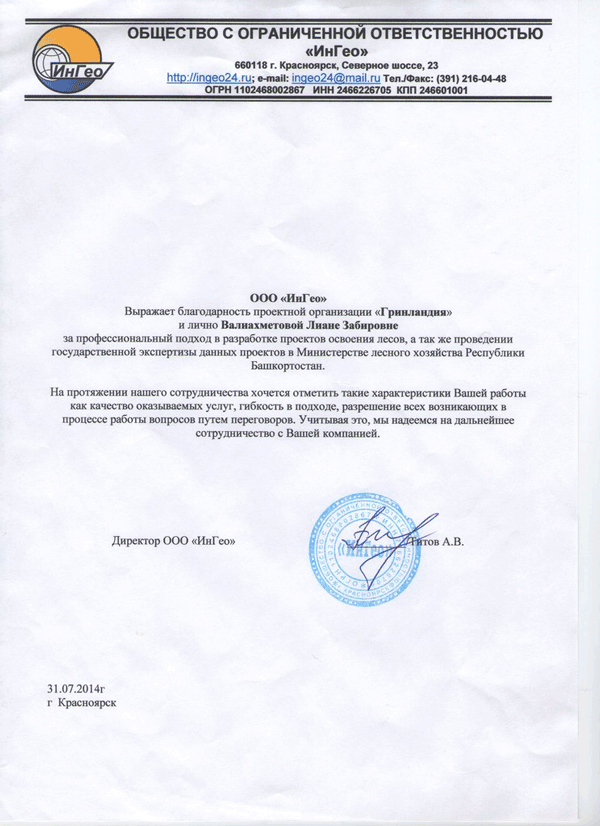 ИнГео
ОБЩЕСТВО С ОГРАНИЧЕННОЙ ОТВЕТСТВЕННОСТЬЮ
«ИнГео»
660118 г. Красноярск, Северное шоссе, 23
http://ingeo24.ru; e-mail: ingeo24@mail.ru Тел./Факс: (391) 216-04-48
ОГРН 1102468002867 ИНН 2466226705 КПП 246601001
ООО «ИнГео»
Выражает благодарность проектной организации «Гринландия»
и лично Валиахметовой Лиане Забировне
за профессиональный подход в разработке проектов освоения лесов, а так же проведении
государственной экспертизы данных проектов в Министерстве лесного хозяйства Республики
Башкортостан.
На протяжении нашего сотрудничества хочется отметить такие характеристики Вашей работы
как качество оказываемых услуг, гибкость в подходе, разрешение всех возникающих в
процессе работы вопросов путем переговоров. Учитывая это, мы надеемся на дальнейшее
сотрудничество с Вашей компанией.
Директор ООО «ИнГео» «ИнГео» Титов А.В.
31.07.2014г
г Красноярск